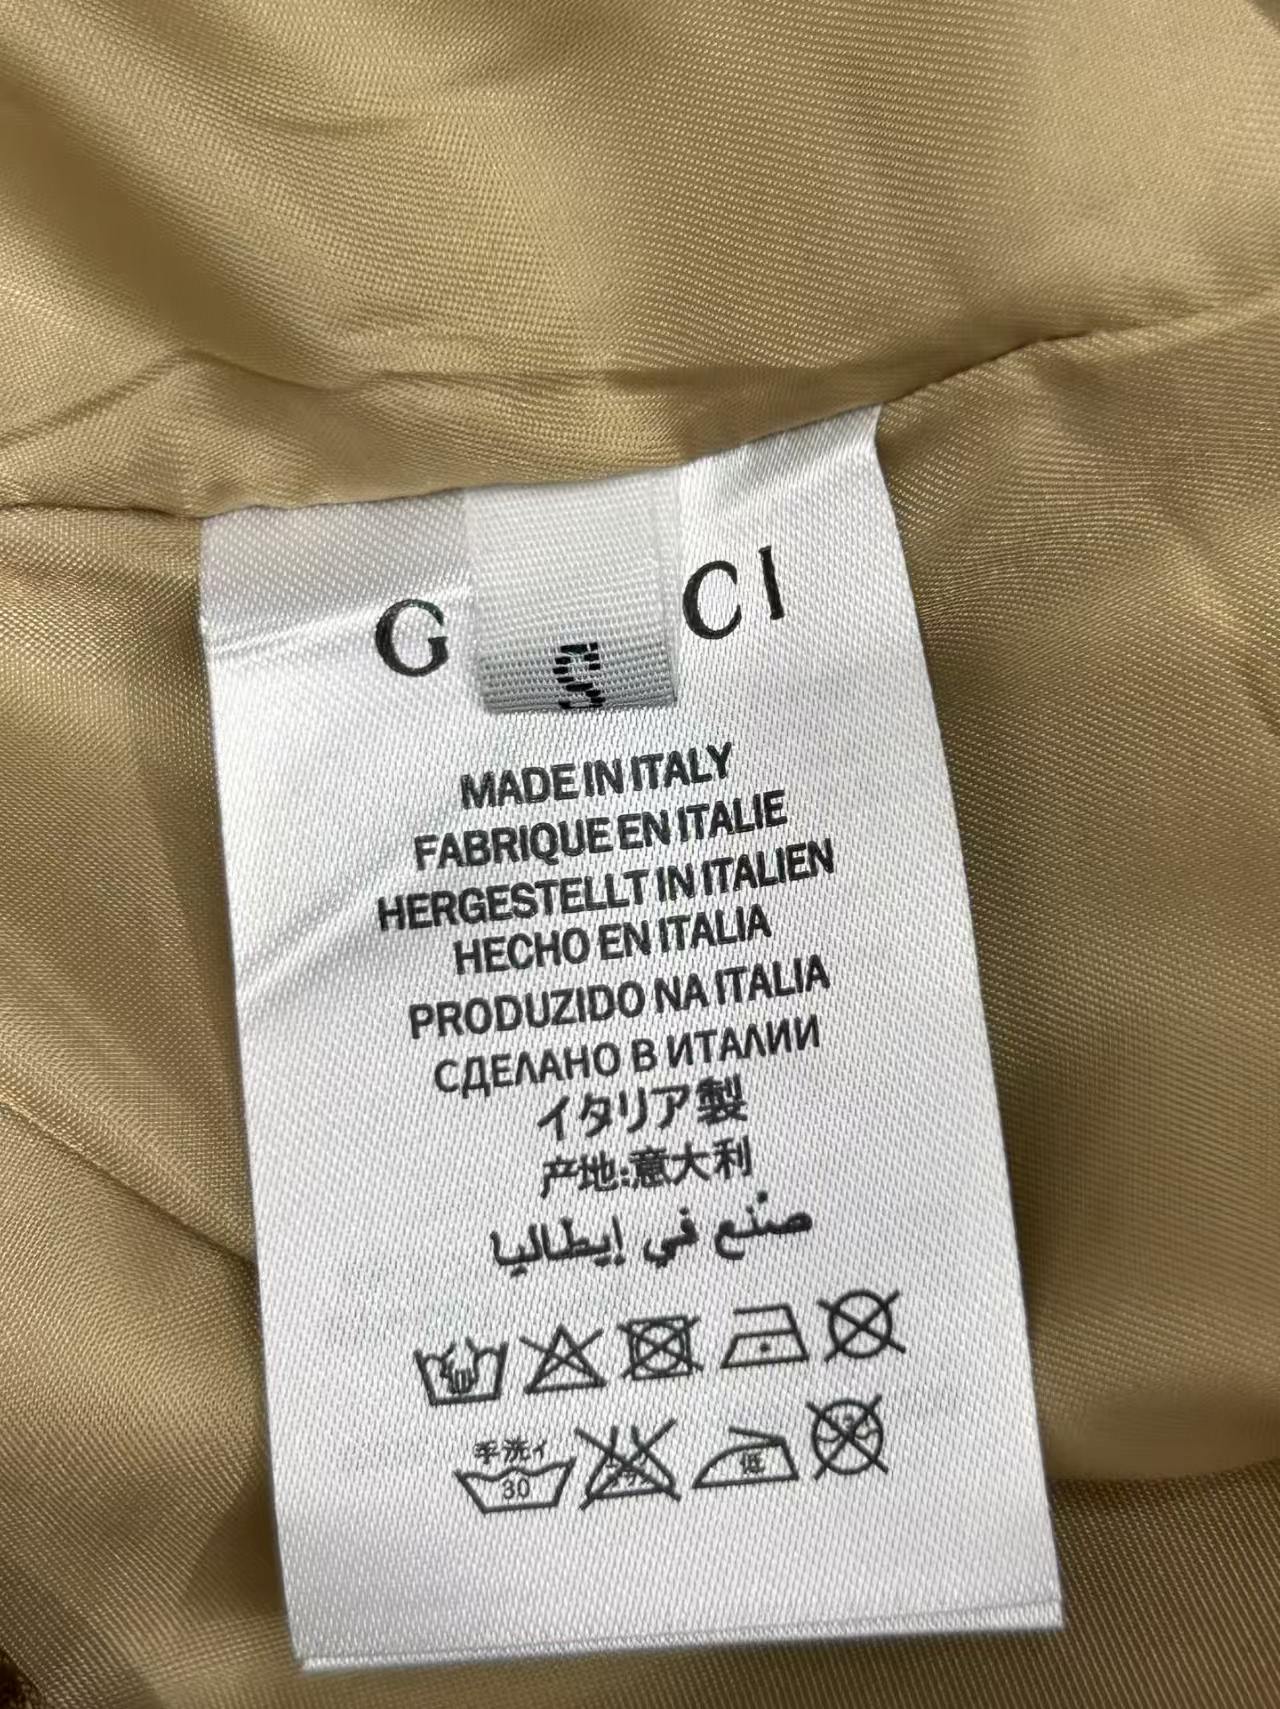 G CI
S
MADE IN ITALY
FABRIQUE EN ITALIE
HERGESTELLT IN ITALIEN
HECHO EN ITALIA
PRODUZIDO NA ITALIA
СДЕЛАНО В ИТАЛИИ
イタリア製
产地:意大利
صنع في إيطاليا
手洗イ
30
低